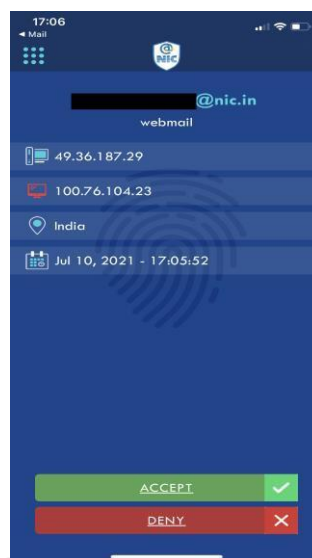 17:06
◄ Mail
@
NIC
@nic.in
webmail
49.36.187.29
100.76.104.23
India
Jul 10, 2021 - 17:05:52
ACCEPT
DENY